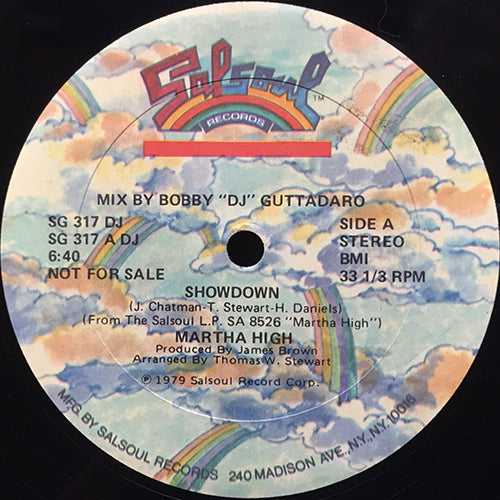 Salsoul™
RECORDS
MIX BY BOBBY "DJ" GUTTADARO
SG 317 DJ
SG 317 A DJ
6:40
NOT FOR SALE
SIDE A
STEREO
BMI
33 1/3 RPM
SHOWDOWN
(J. Chatman-T. Stewart-H. Daniels)
(From The Salsoul L.P. SA 8526 "Martha High")
MARTHA HIGH
Produced By James Brown
Arranged By Thomas W. Stewart
℗ 1979 Salsoul Record Corp.
MFG. BY SALSOUL RECORDS 240 MADISON AVE., N.Y., N.Y. 10016